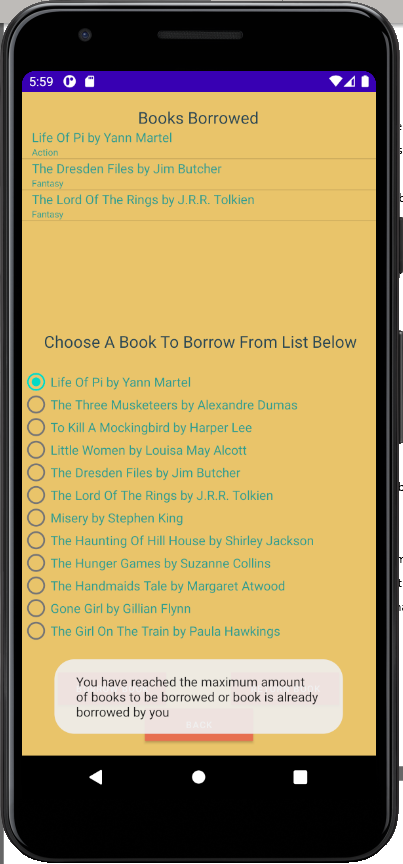 5:59
Books Borrowed
Life Of Pi by Yann Martel
Action
The Dresden Files by Jim Butcher
Fantasy
The Lord Of The Rings by J.R.R. Tolkien
Fantasy
Choose A Book To Borrow From List Below
Life Of Pi by Yann Martel
The Three Musketeers by Alexandre Dumas
To Kill A Mockingbird by Harper Lee
Little Women by Louisa May Alcott
The Dresden Files by Jim Butcher
The Lord Of The Rings by J.R.R. Tolkien
Misery by Stephen King
The Haunting Of Hill House by Shirley Jackson
The Hunger Games by Suzanne Collins
The Handmaids Tale by Margaret Atwood
Gone Girl by Gillian Flynn
The Girl On The Train by Paula Hawkings
You have reached the maximum amount
of books to be borrowed or book is already
borrowed by you
BACK